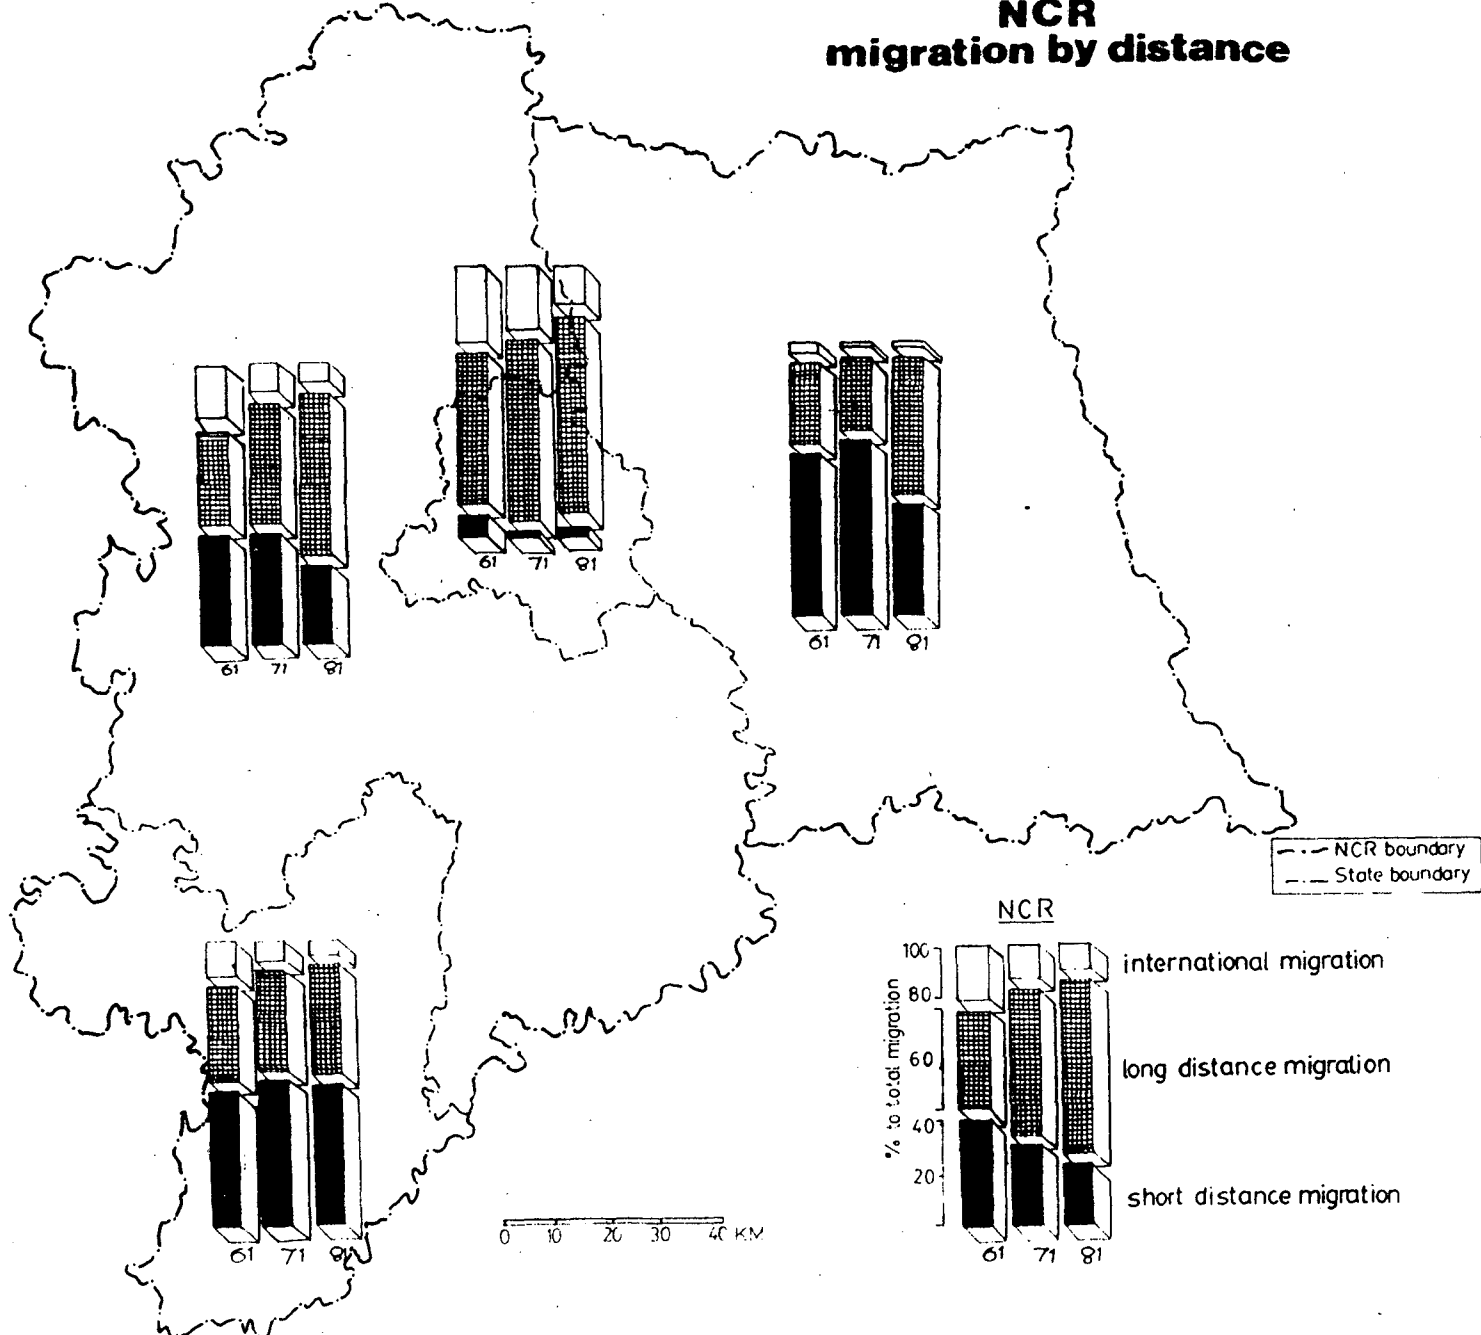 NCR
migration by distance
61 71 81
61 71 81
61 71 81
NCR boundary
State boundary
NCR
100
80
60
40
20
% to total migration
international migration
long distance migration
short distance migration
61 71 81
61 71 81
0 10 20 30 40 KM